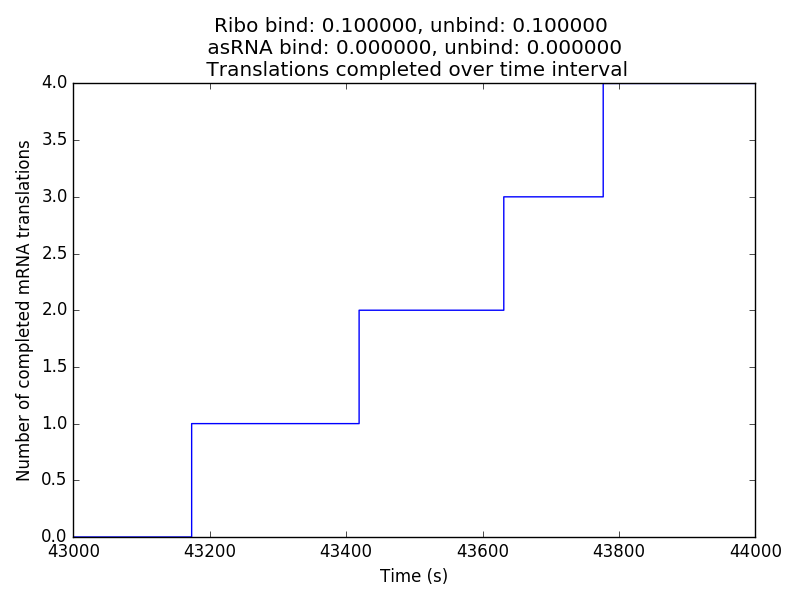 Ribo bind: 0.100000, unbind: 0.100000
asRNA bind: 0.000000, unbind: 0.000000
Translations completed over time interval
4.0
3.5
3.0
2.5
2.0
1.5
1.0
0.5
0.0
Number of completed mRNA translations
43000 43200 43400 43600 43800 44000
Time (s)